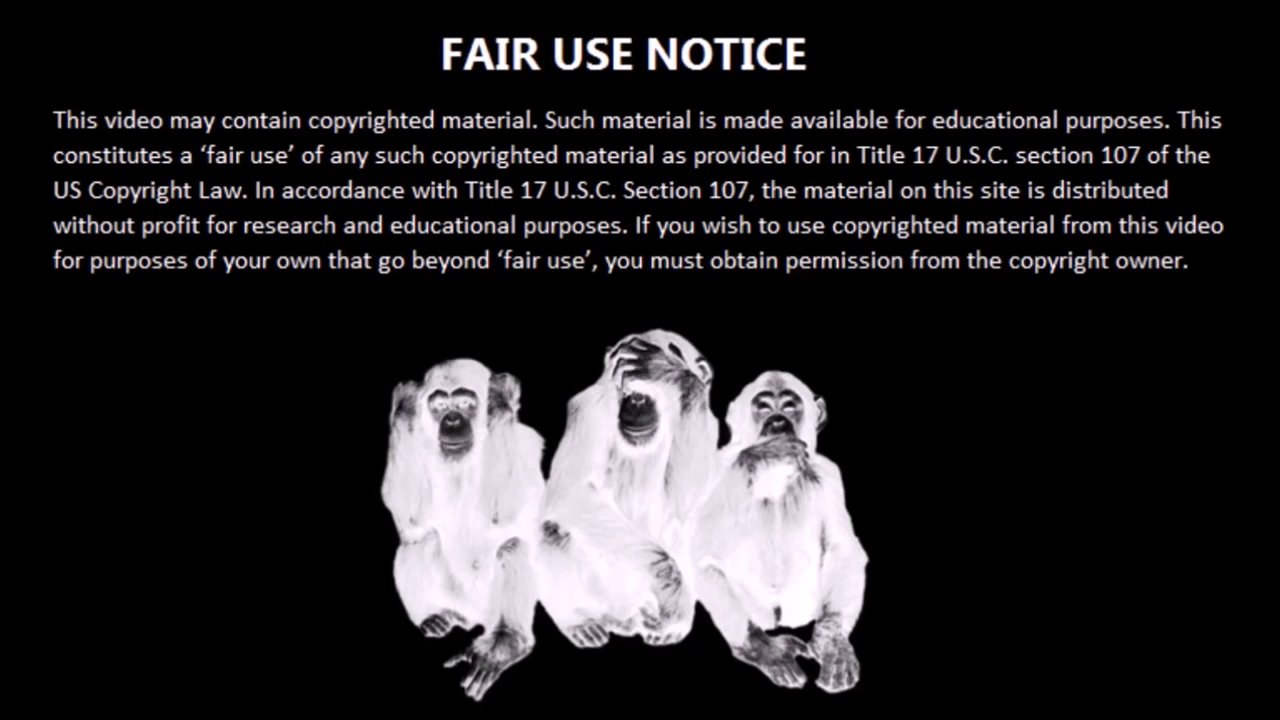 FAIR USE NOTICE
This video may contain copyrighted material. Such material is made available for educational purposes. This
constitutes a ‘fair use’ of any such copyrighted material as provided for in Title 17 U.S.C. section 107 of the
US Copyright Law. In accordance with Title 17 U.S.C. Section 107, the material on this site is distributed
without profit for research and educational purposes. If you wish to use copyrighted material from this video
for purposes of your own that go beyond ‘fair use’, you must obtain permission from the copyright owner.